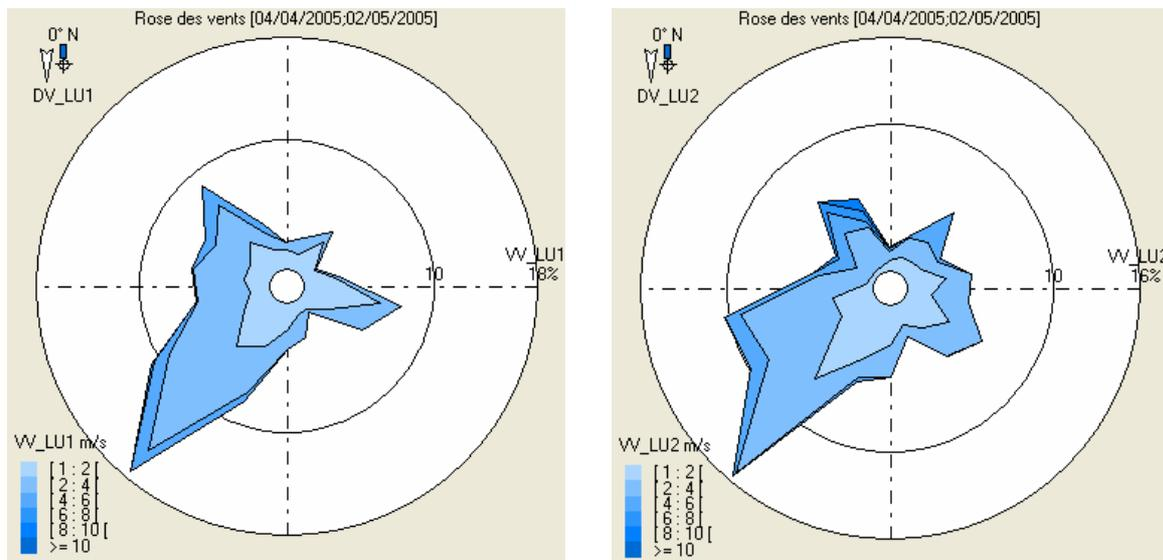 Rose des vents [04/04/2005;02/05/2005]
0° N
DV_LU1
VV_LU1
10
18%
VV_LU1 m/s
[ 1 : 2 [
[ 2 : 4 [
[ 4 : 6 [
[ 6 : 8 [
[ 8 : 10 [
>= 10
Rose des vents [04/04/2005;02/05/2005]
0° N
DV_LU2
VV_LU2
10
16%
VV_LU2 m/s
[ 1 : 2 [
[ 2 : 4 [
[ 4 : 6 [
[ 6 : 8 [
[ 8 : 10 [
>= 10